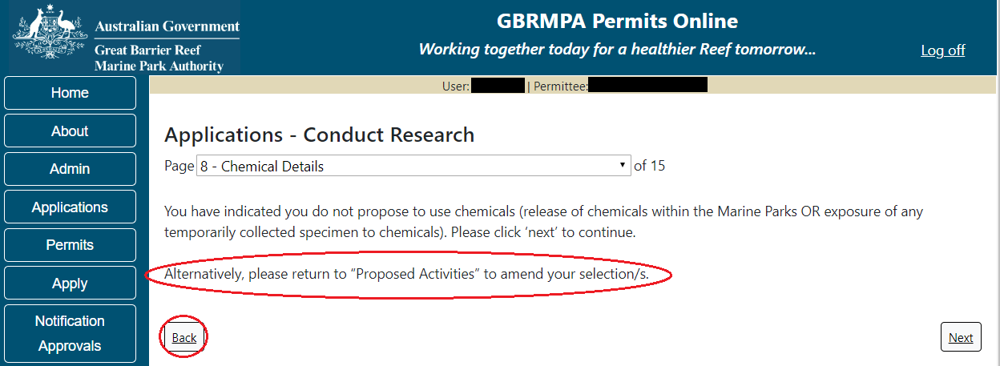 Australian Government
Great Barrier Reef
Marine Park Authority
GBRMPA Permits Online
Working together today for a healthier Reef tomorrow...
Log off
User: | Permittee:
Home
About
Admin
Applications
Permits
Apply
Notification
Approvals
Applications - Conduct Research
Page 8 - Chemical Details of 15
You have indicated you do not propose to use chemicals (release of chemicals within the Marine Parks OR exposure of any
temporarily collected specimen to chemicals). Please click ‘next’ to continue.
Alternatively, please return to “Proposed Activities” to amend your selection/s.
Back
Next